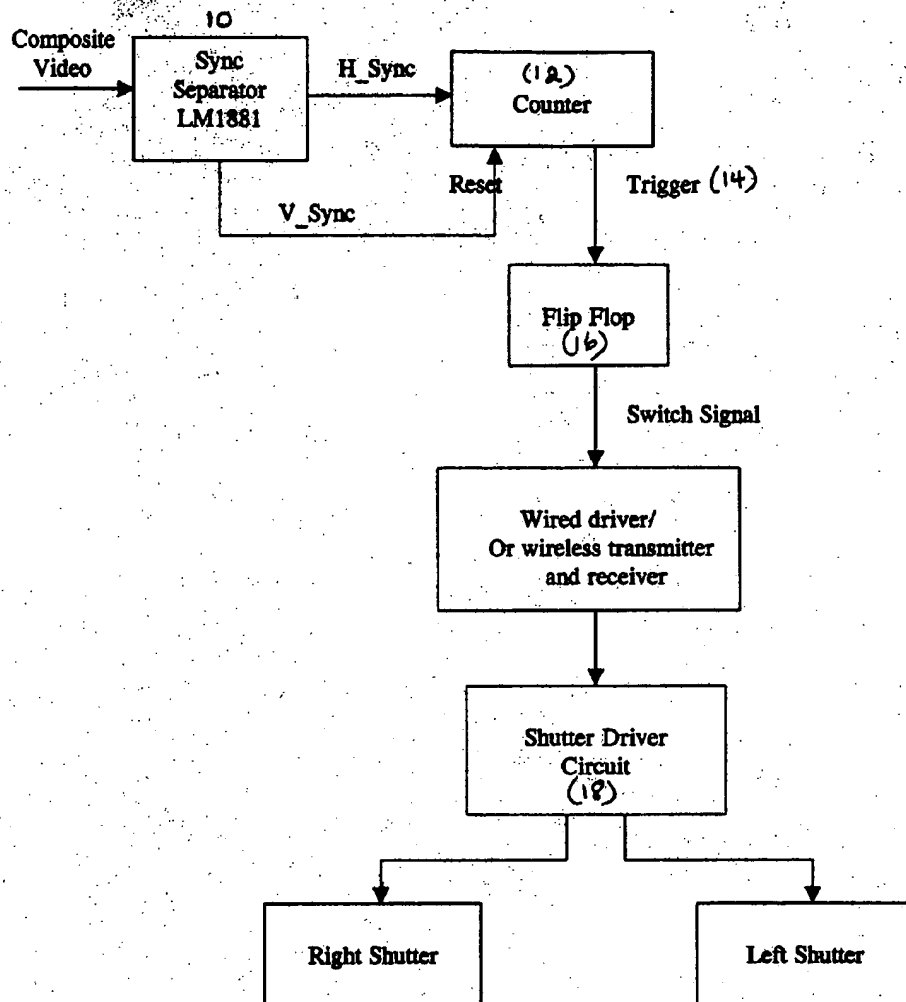 10
Composite
Video
Sync
Separator
LM1881
H_Sync
(12)
Counter
Reset
V_Sync
Trigger (14)
Flip Flop
(16)
Switch Signal
Wired driver/
Or wireless transmitter
and receiver
Shutter Driver
Circuit
(18)
Right Shutter
Left Shutter